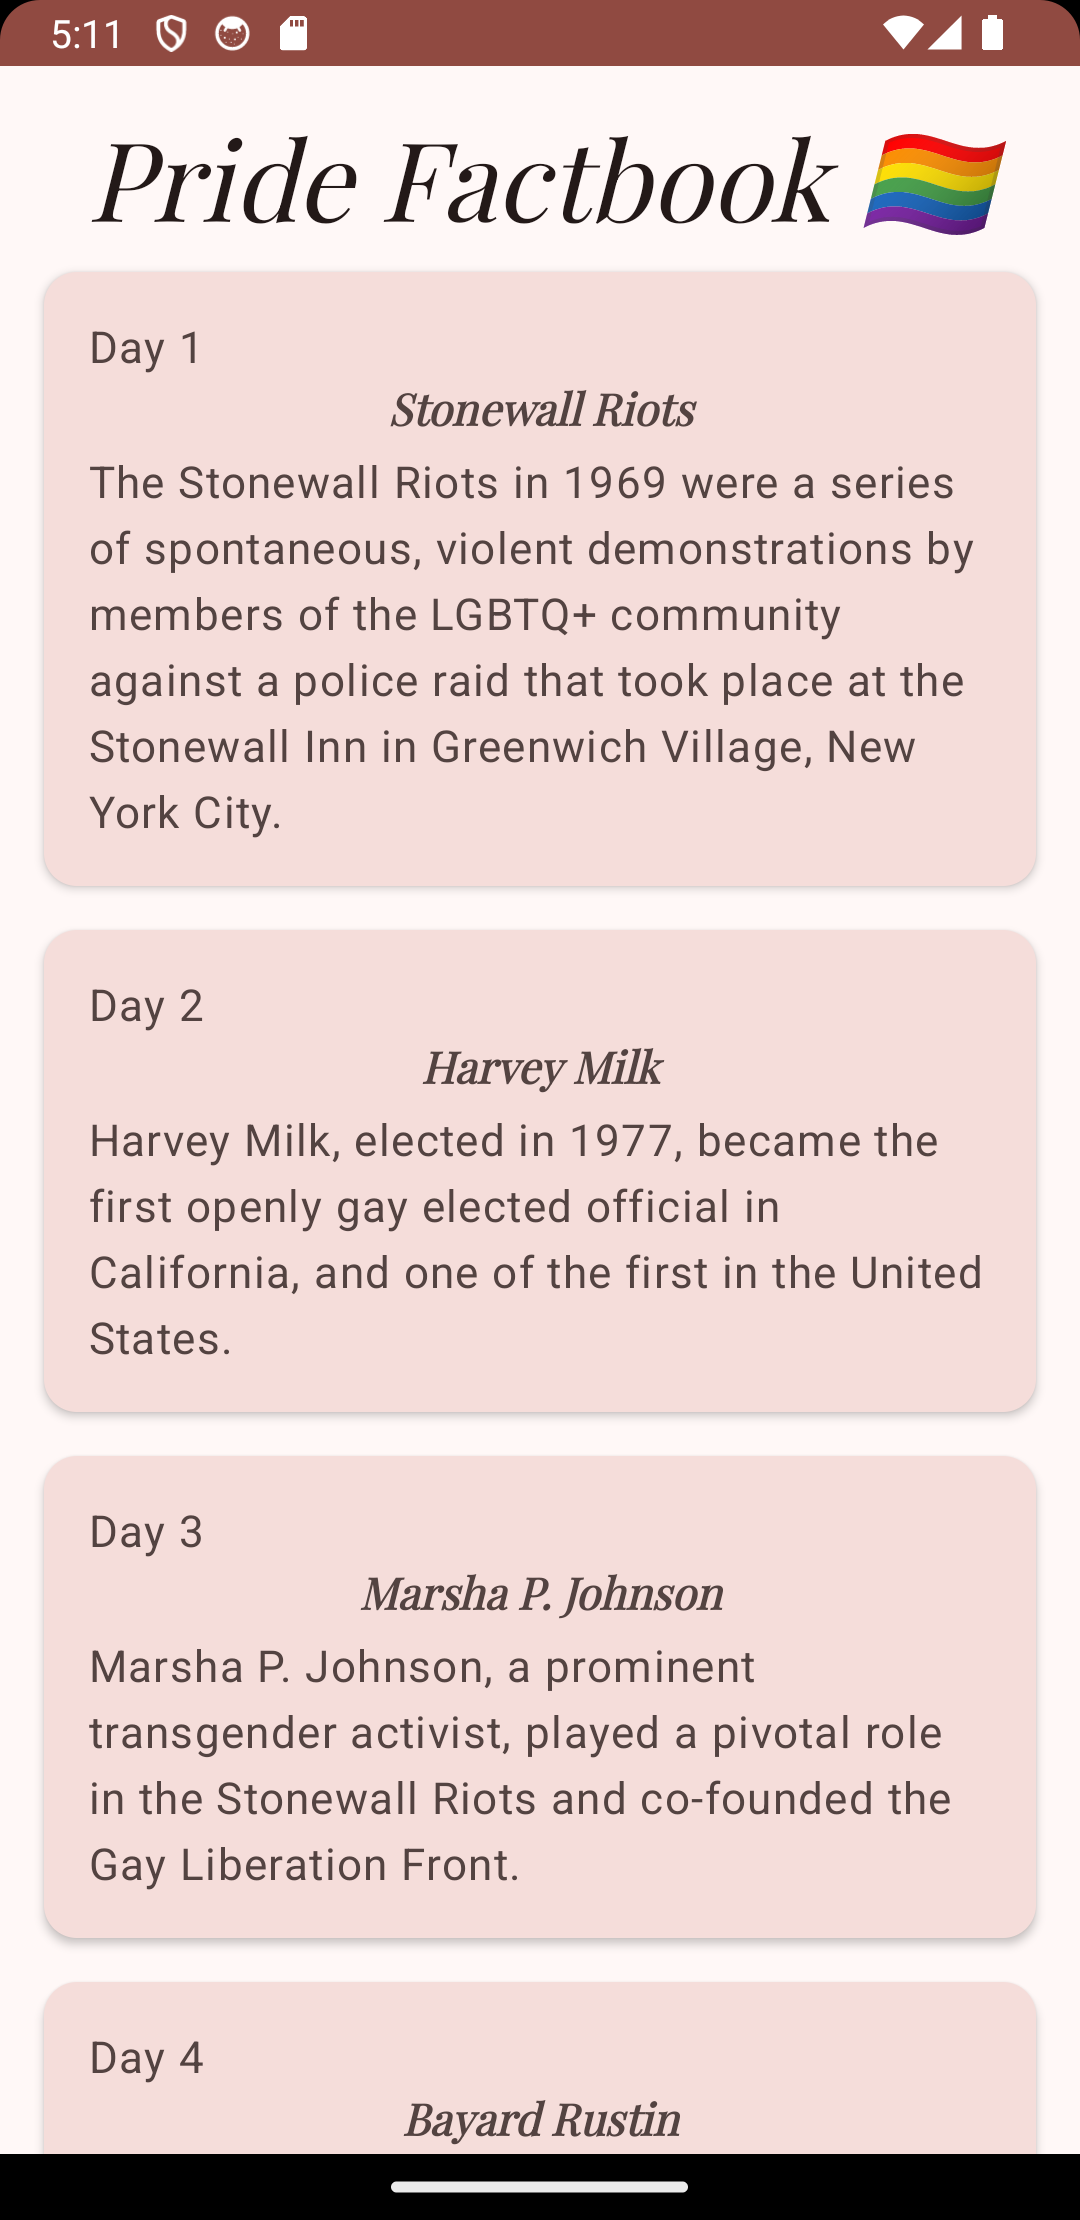 5:11
Pride Factbook 🏳️‍🌈
Day 1
Stonewall Riots
The Stonewall Riots in 1969 were a series
of spontaneous, violent demonstrations by
members of the LGBTQ+ community
against a police raid that took place at the
Stonewall Inn in Greenwich Village, New
York City.
Day 2
Harvey Milk
Harvey Milk, elected in 1977, became the
first openly gay elected official in
California, and one of the first in the United
States.
Day 3
Marsha P. Johnson
Marsha P. Johnson, a prominent
transgender activist, played a pivotal role
in the Stonewall Riots and co-founded the
Gay Liberation Front.
Day 4
Bayard Rustin